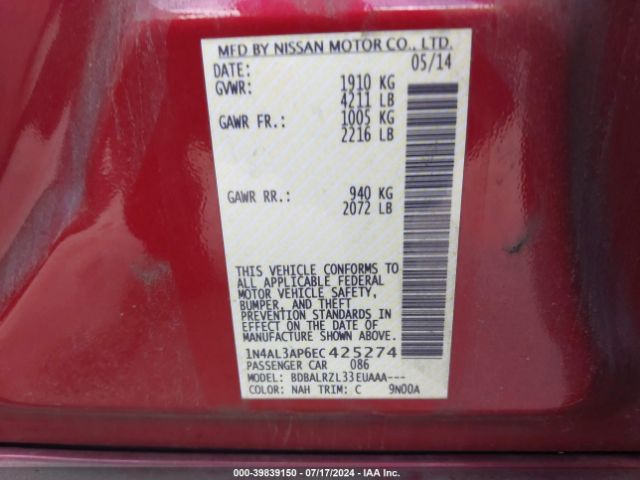 MFD BY NISSAN MOTOR CO., LTD.
DATE: 05/14
GVWR: 1910 KG
4211 LB
GAWR FR.: 1005 KG
2216 LB
GAWR RR.: 940 KG
2072 LB
THIS VEHICLE CONFORMS TO
ALL APPLICABLE FEDERAL
MOTOR VEHICLE SAFETY,
BUMPER, AND THEFT
PREVENTION STANDARDS IN
EFFECT ON THE DATE OF
MANUFACTURE SHOWN ABOVE.
1N4AL3AP6EC425274
PASSENGER CAR 086
MODEL: BDBALRZL33EUAAA---
COLOR: NAH TRIM: C 9N00A
000-39839150 - 07/17/2024 - IAA Inc.